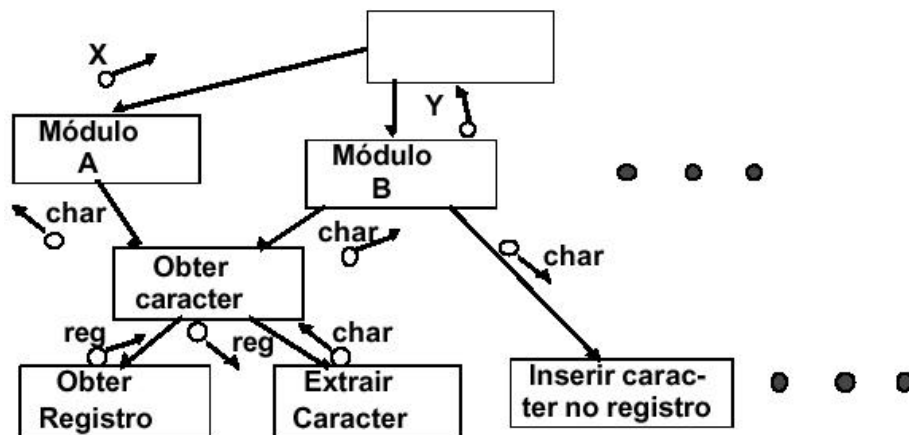 X
Y
Módulo
A
Módulo
B
char
char
char
Obter
caracter
reg
reg
char
Obter
Registro
Extrair
Caracter
Inserir carac-
ter no registro